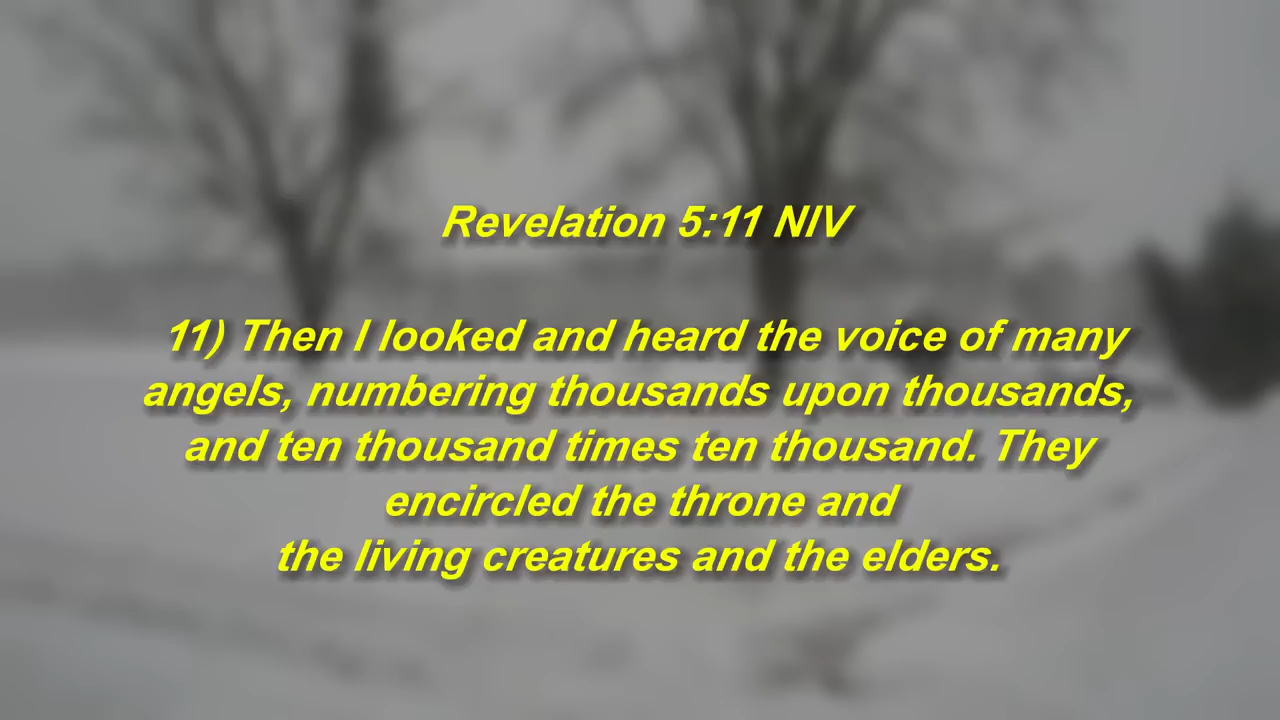 Revelation 5:11 NIV
11) Then I looked and heard the voice of many
angels, numbering thousands upon thousands,
and ten thousand times ten thousand. They
encircled the throne and
the living creatures and the elders.